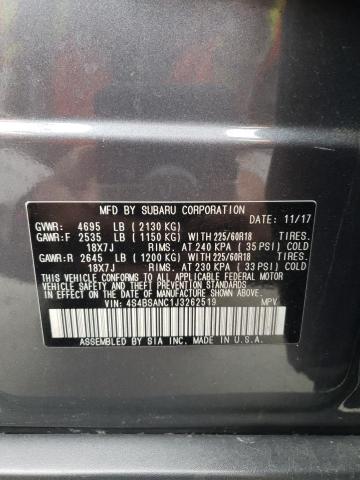 MFD BY SUBARU CORPORATION
DATE: 11/17
GVWR: 4695 LB (2130 KG)
GAWR:F 2535 LB (1150 KG) WITH 225/60R18 TIRES.
18X7J RIMS. AT 240 KPA (35 PSI) COLD
GAWR:R 2645 LB (1200 KG) WITH 225/60R18 TIRES.
18X7J RIMS. AT 230 KPA (33 PSI) COLD
THIS VEHICLE CONFORMS TO ALL APPLICABLE FEDERAL MOTOR
VEHICLE SAFETY, BUMPER, AND THEFT PREVENTION STANDARDS
IN EFFECT ON THE DATE OF MANUFACTURE SHOWN ABOVE.
VIN: 4S4BSANC1J3262519 MPV
ASSEMBLED BY SIA INC. MADE IN U.S.A.